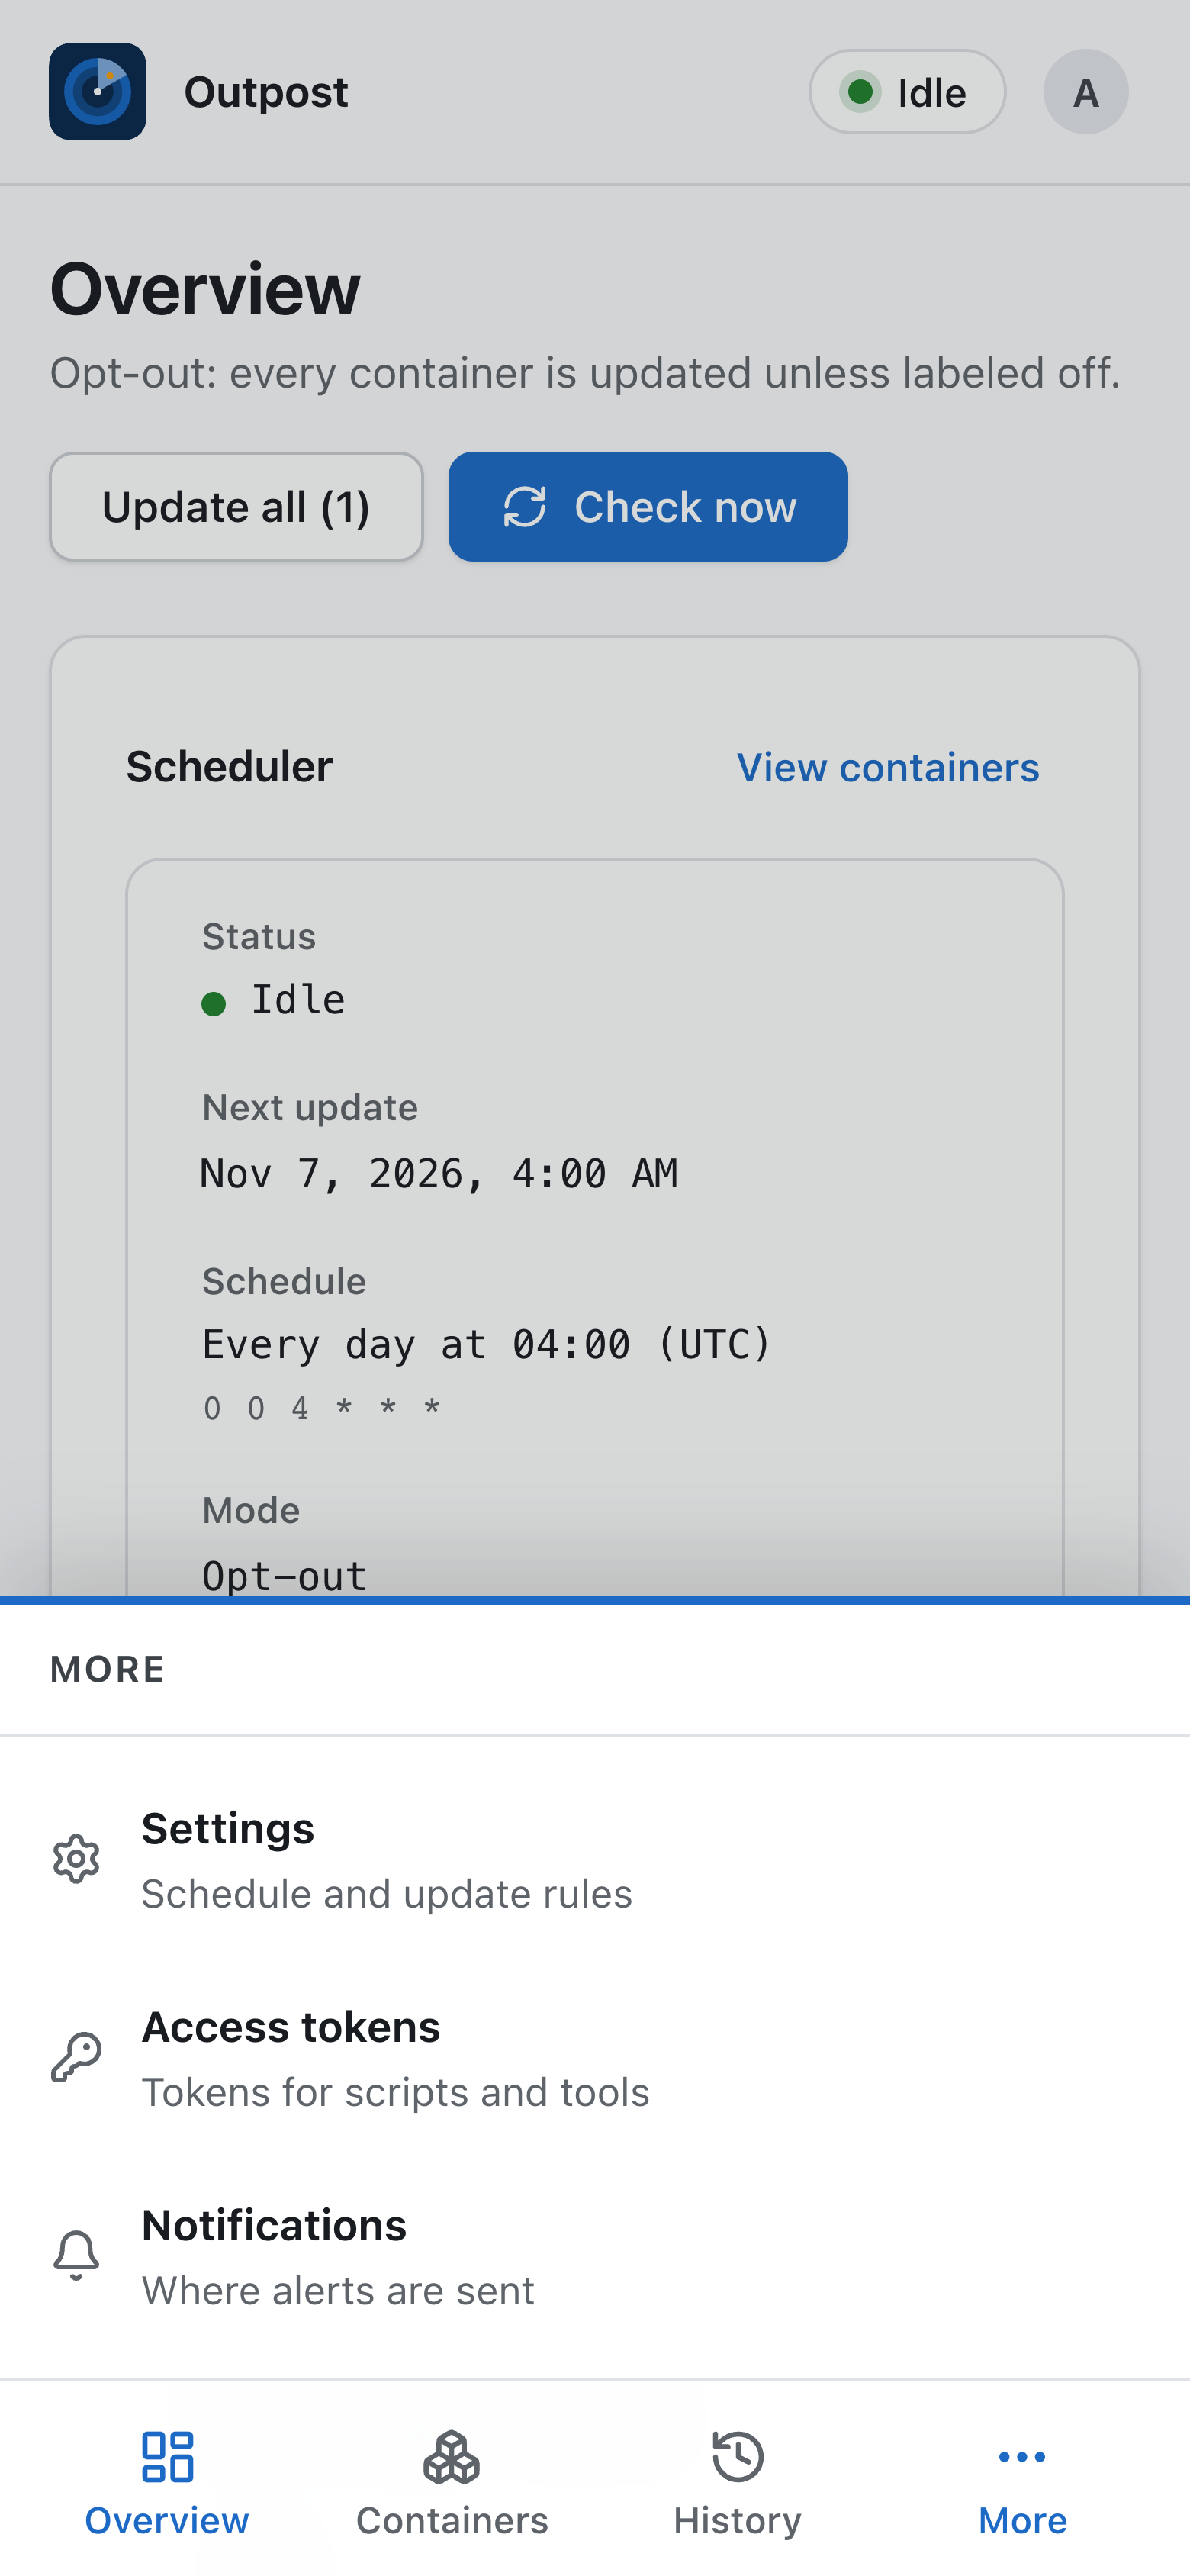 Outpost
Idle
A
Overview
Opt-out: every container is updated unless labeled off.
Update all (1)
Check now
Scheduler
View containers
Status
Idle
Next update
Nov 7, 2026, 4:00 AM
Schedule
Every day at 04:00 (UTC)
0 0 4 * * *
Mode
Opt-out
MORE
Settings
Schedule and update rules
Access tokens
Tokens for scripts and tools
Notifications
Where alerts are sent
Overview
Containers
History
More